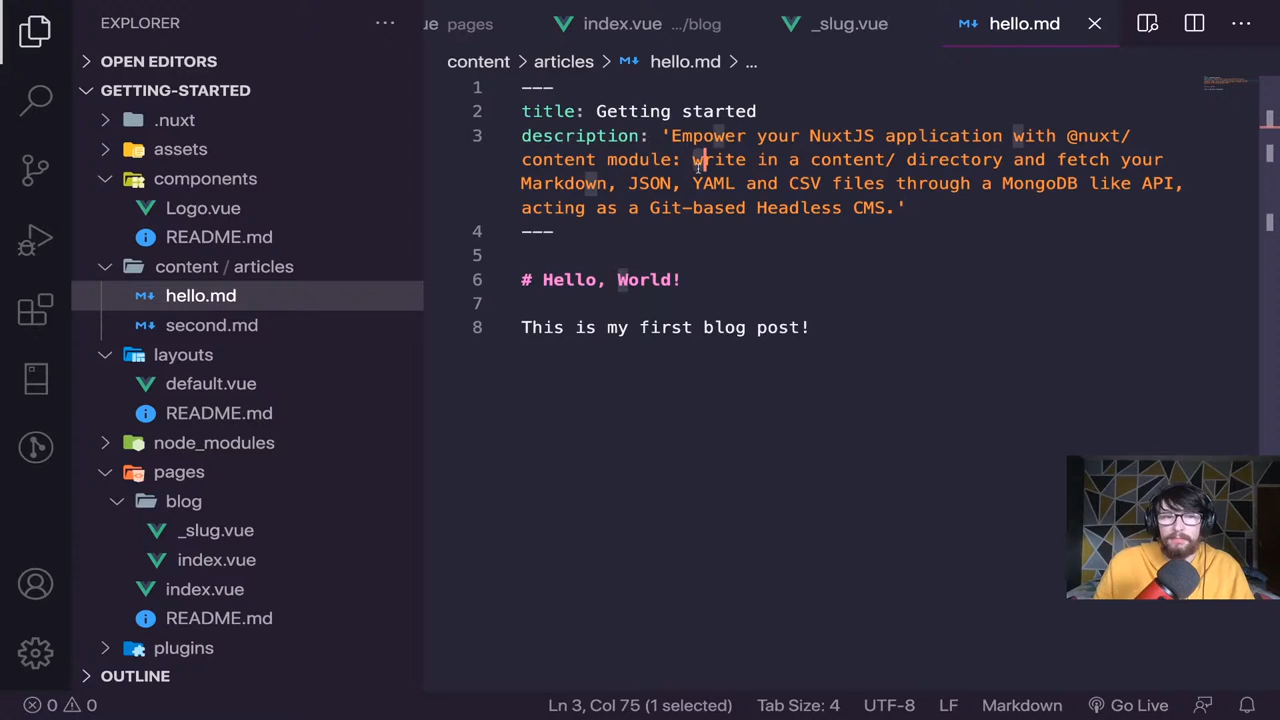 EXPLORER
OPEN EDITORS
GETTING-STARTED
.nuxt
assets
components
Logo.vue
README.md
content / articles
hello.md
second.md
layouts
default.vue
README.md
node_modules
pages
blog
_slug.vue
index.vue
index.vue
README.md
plugins
OUTLINE
pages
index.vue .../blog
_slug.vue
hello.md
content > articles > hello.md > ...
1 ---
2 title: Getting started
3 description: 'Empower your NuxtJS application with @nuxt/
content module: write in a content/ directory and fetch your
Markdown, JSON, YAML and CSV files through a MongoDB like API,
acting as a Git-based Headless CMS.'
4 ---
5
6 # Hello, World!
7
8 This is my first blog post!
0 0 Ln 3, Col 75 (1 selected) Tab Size: 4 UTF-8 LF Markdown Go Live